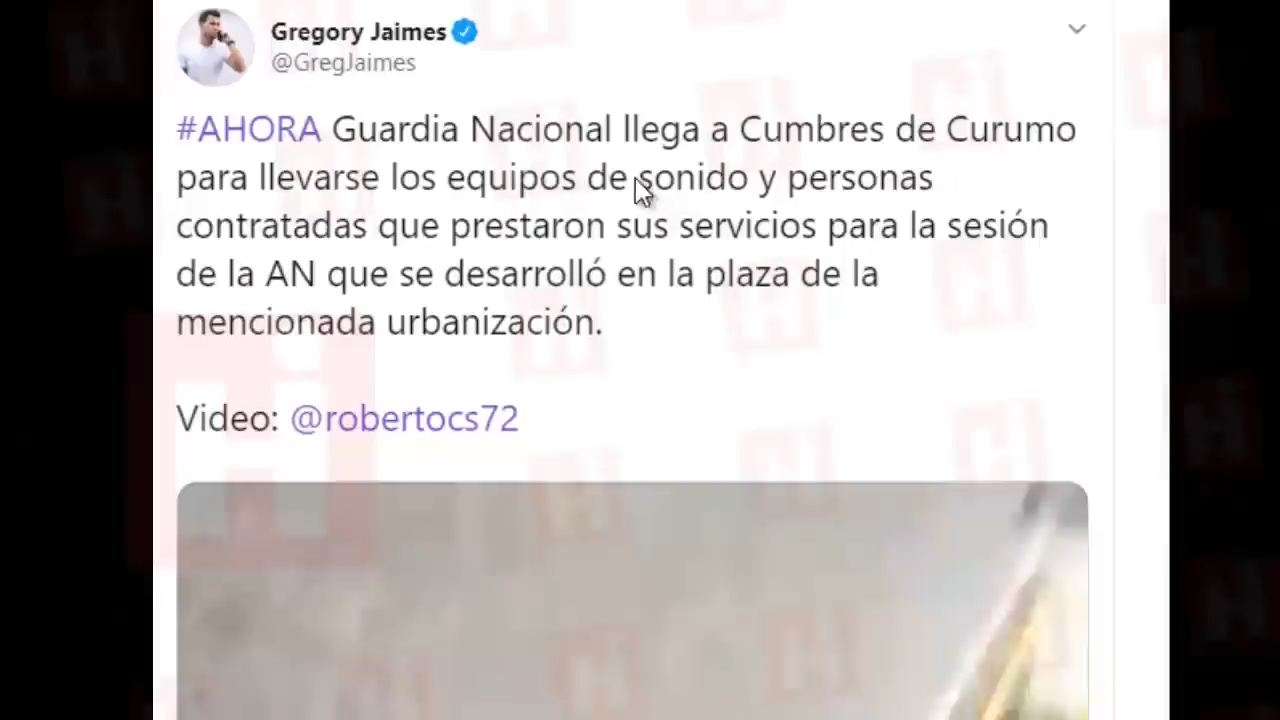 Gregory Jaimes
@GregJaimes
#AHORA Guardia Nacional llega a Cumbres de Curumo
para llevarse los equipos de sonido y personas
contratadas que prestaron sus servicios para la sesión
de la AN que se desarrolló en la plaza de la
mencionada urbanización.
Video: @robertocs72